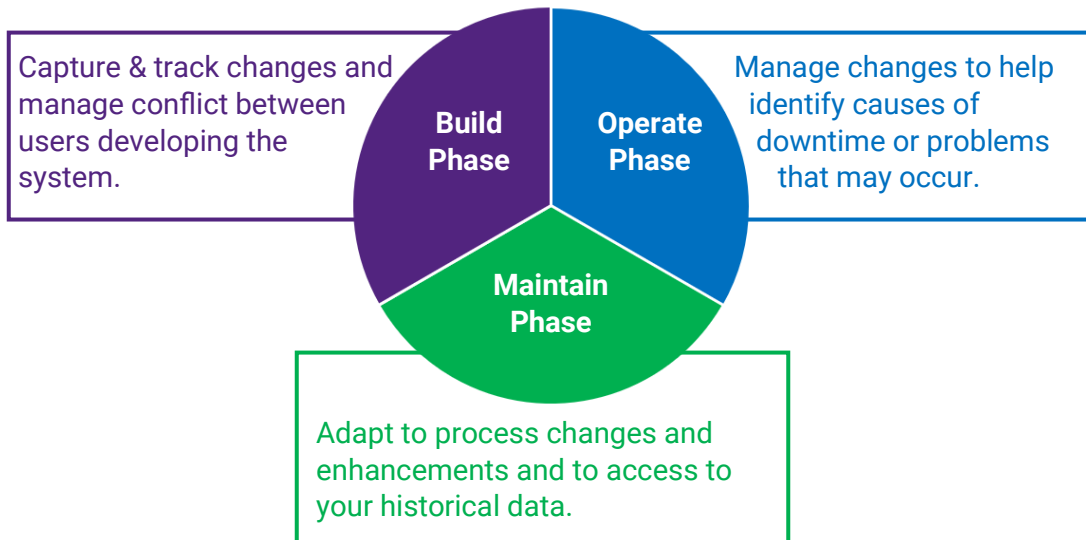 Capture & track changes and
manage conflict between
users developing the
system.
Build
Phase
Operate
Phase
Manage changes to help
identify causes of
downtime or problems
that may occur.
Maintain
Phase
Adapt to process changes and
enhancements and to access to
your historical data.